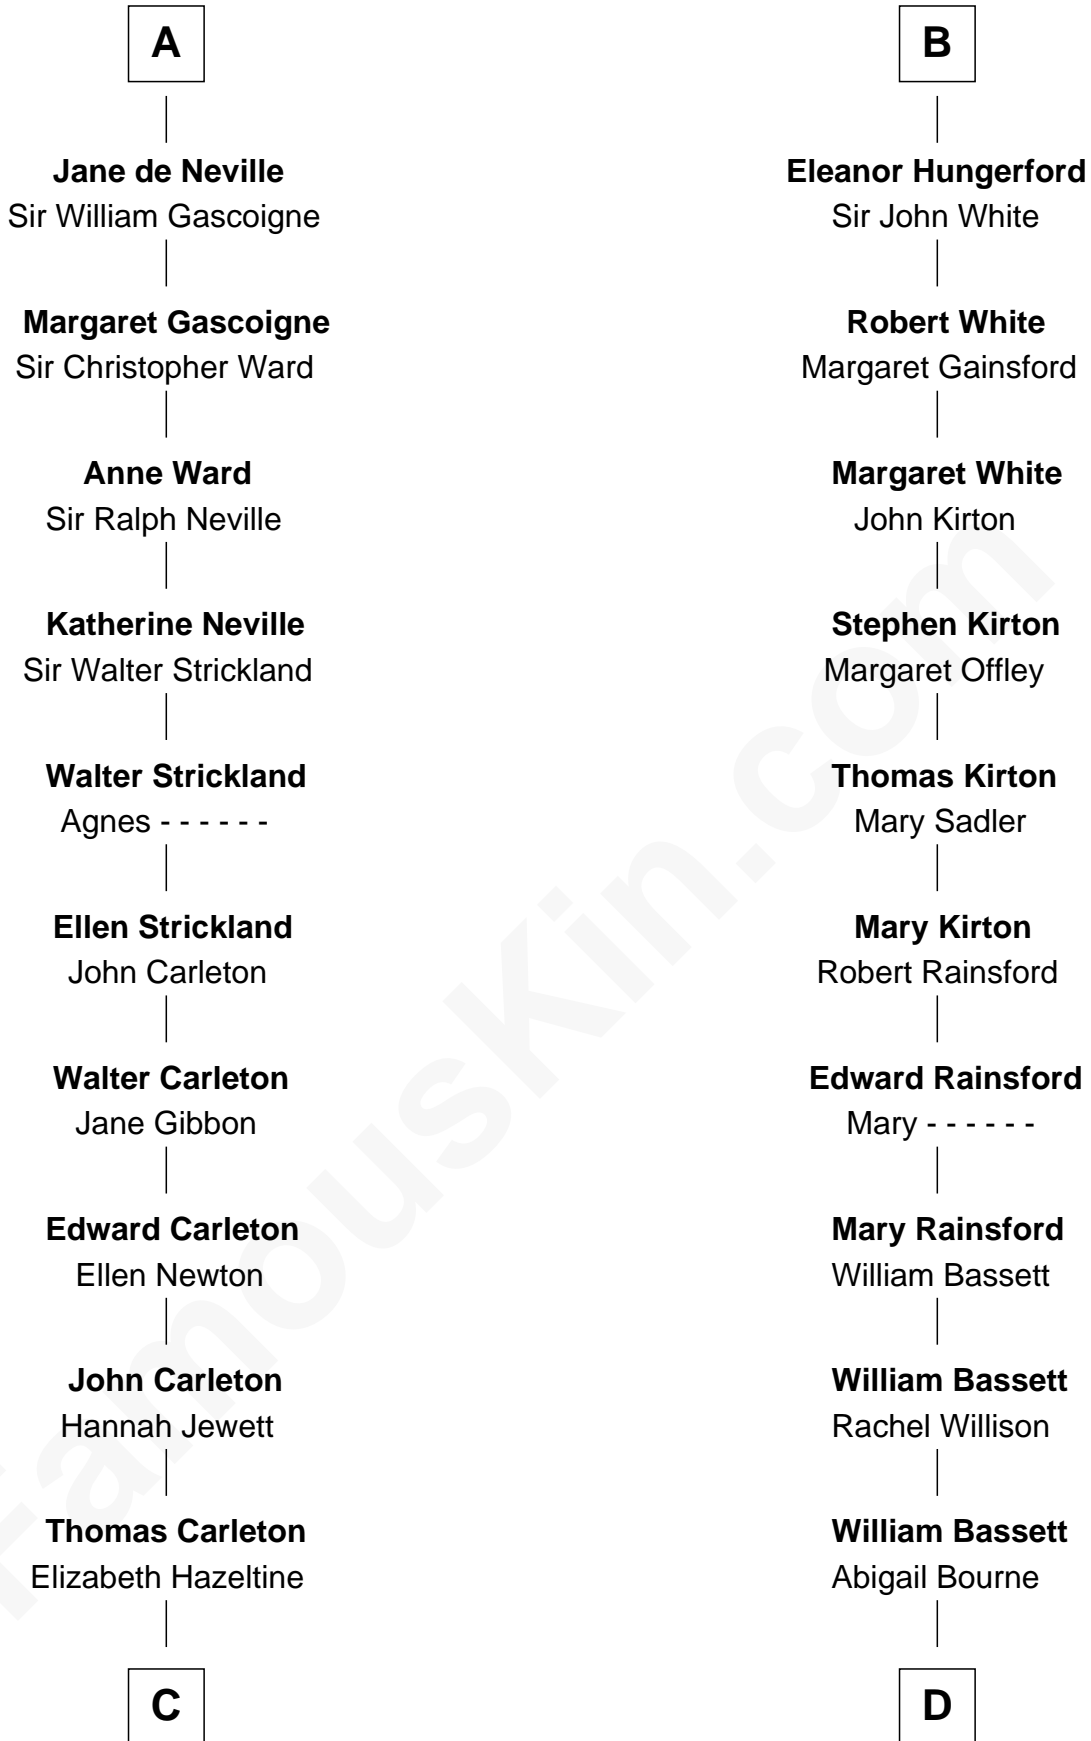 A
Jane de Neville
Sir William Gascoigne
Margaret Gascoigne
Sir Christopher Ward
Anne Ward
Sir Ralph Neville
Katherine Neville
Sir Walter Strickland
Walter Strickland
Agnes - - - - - -
Ellen Strickland
John Carleton
Walter Carleton
Jane Gibbon
Edward Carleton
Ellen Newton
John Carleton
Hannah Jewett
Thomas Carleton
Elizabeth Hazeltine
C
B
Eleanor Hungerford
Sir John White
Robert White
Margaret Gainsford
Margaret White
John Kirton
Stephen Kirton
Margaret Offley
Thomas Kirton
Mary Sadler
Mary Kirton
Robert Rainsford
Edward Rainsford
Mary - - - - - -
Mary Rainsford
William Bassett
William Bassett
Rachel Willison
William Bassett
Abigail Bourne
D
FamousKin.com